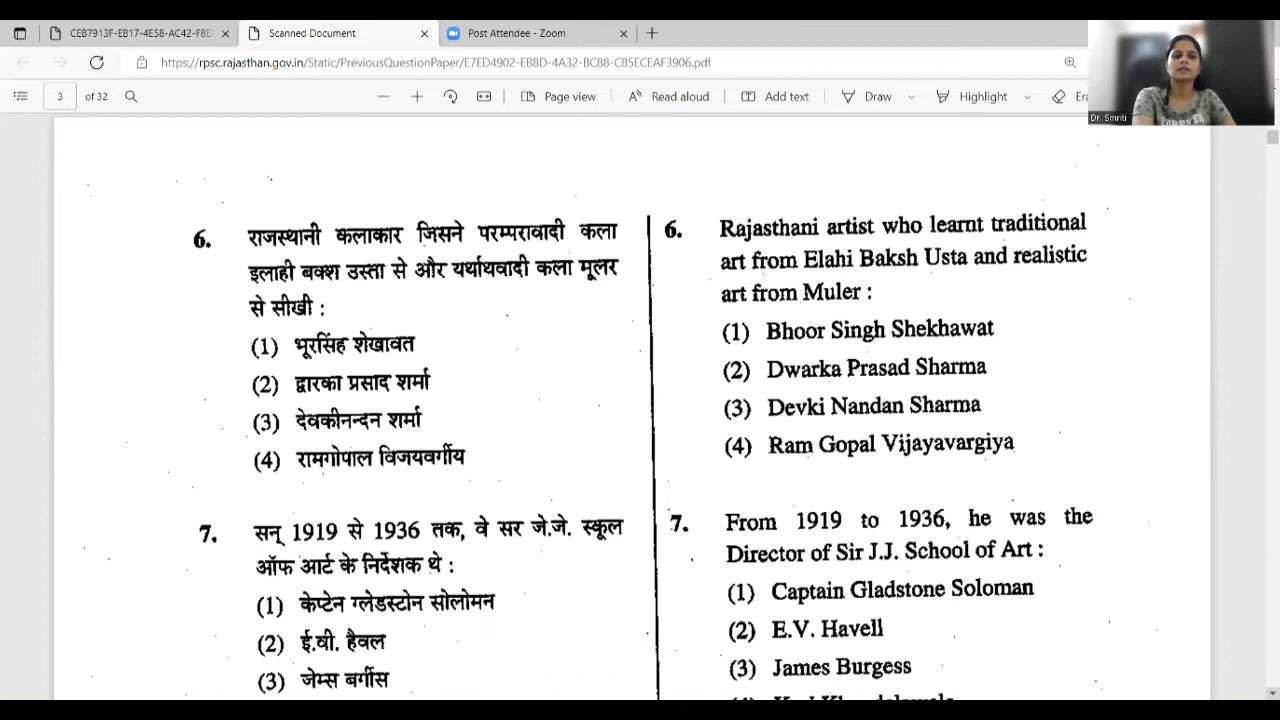 CEB7913F-EB17-4E58-AC42-F8E
Scanned Document
Post Attendee - Zoom
https://rpsc.rajasthan.gov.in/Static/PreviousQuestionPaper/E7ED4902-EB8D-4A32-BC88-C85ECEAF3906.pdf
3 of 32
Page view
Read aloud
Add text
Draw
Highlight
Dr. Smriti
FOREVER
6. राजस्थानी कलाकार जिसने परम्परावादी कला
इलाही बक्श उस्ता से और यर्थाथवादी कला मूलर
से सीखी :
(1) भूरसिंह शेखावत
(2) द्वारका प्रसाद शर्मा
(3) देवकीनन्दन शर्मा
(4) रामगोपाल विजयवर्गीय
7. सन् 1919 से 1936 तक, वे सर जे.जे. स्कूल
ऑफ आर्ट के निर्देशक थे :
(1) केप्टेन ग्लेडस्टोन सोलोमन
(2) ई.वी. हैवल
(3) जेम्स बर्गीस
6. Rajasthani artist who learnt traditional
art from Elahi Baksh Usta and realistic
art from Muler :
(1) Bhoor Singh Shekhawat
(2) Dwarka Prasad Sharma
(3) Devki Nandan Sharma
(4) Ram Gopal Vijayavargiya
7. From 1919 to 1936, he was the
Director of Sir J.J. School of Art :
(1) Captain Gladstone Soloman
(2) E.V. Havell
(3) James Burgess